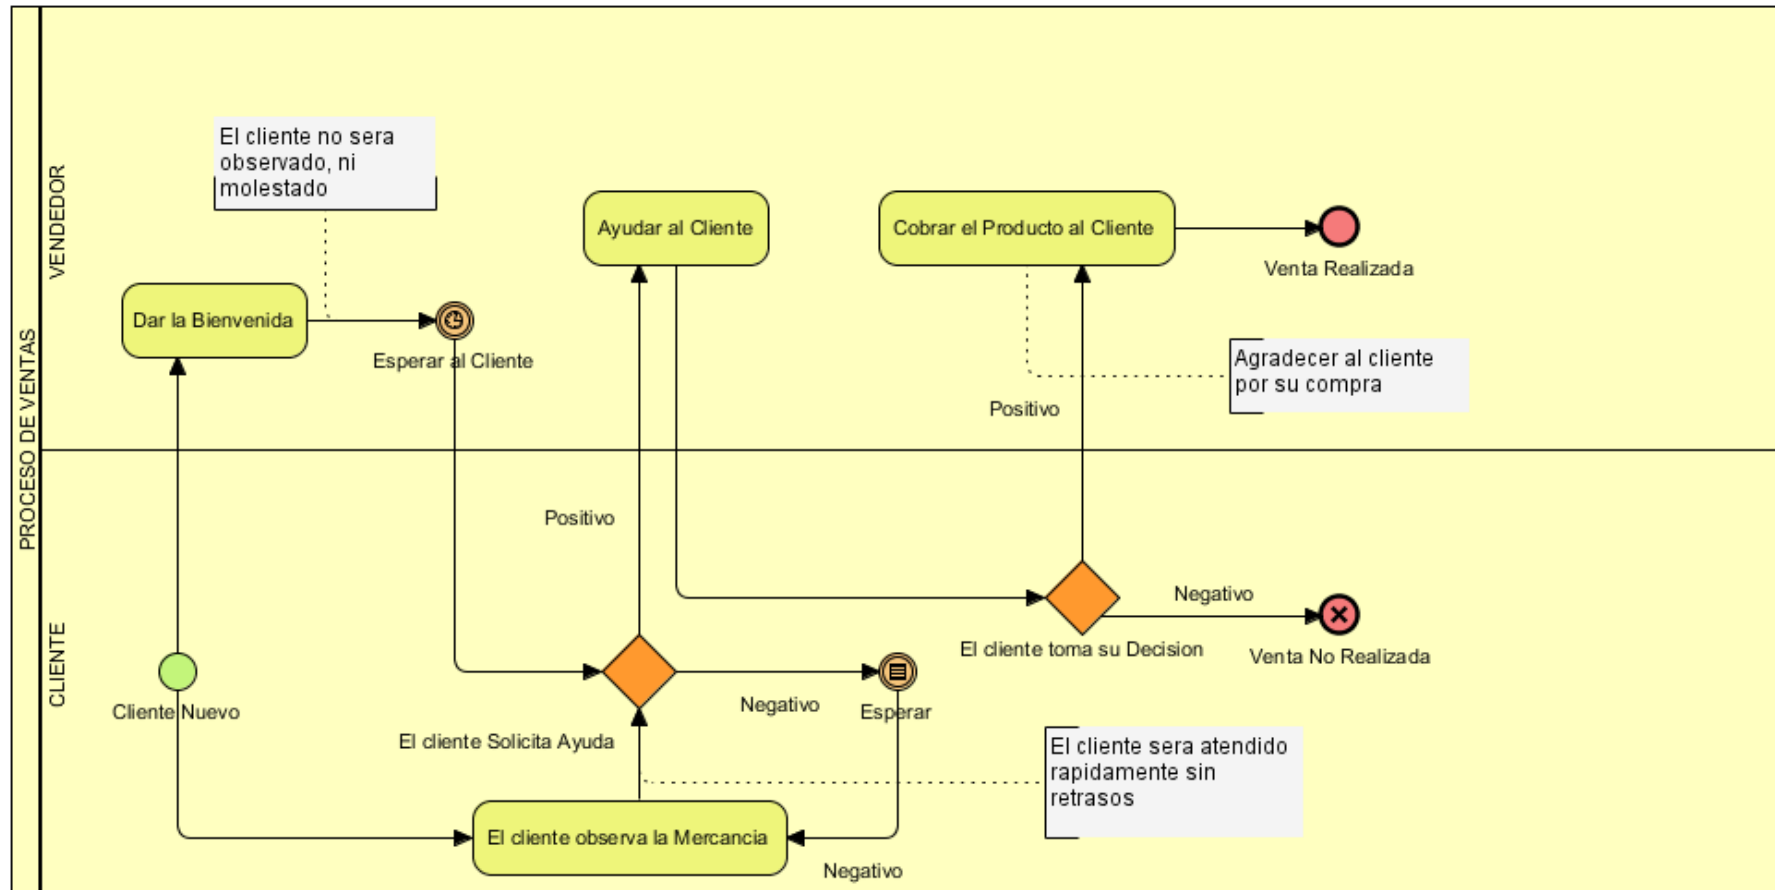 PROCESO DE VENTAS
VENDEDOR
El cliente no sera
observado, ni
molestado
Dar la Bienvenida
Esperar al Cliente
Ayudar al Cliente
Cobrar el Producto al Cliente
Venta Realizada
Agradecer al cliente
por su compra
Positivo
CLIENTE
Positivo
Cliente Nuevo
El cliente Solicita Ayuda
Negativo
Esperar
El cliente toma su Decision
Negativo
Venta No Realizada
El cliente sera atendido
rapidamente sin
retrasos
El cliente observa la Mercancia
Negativo